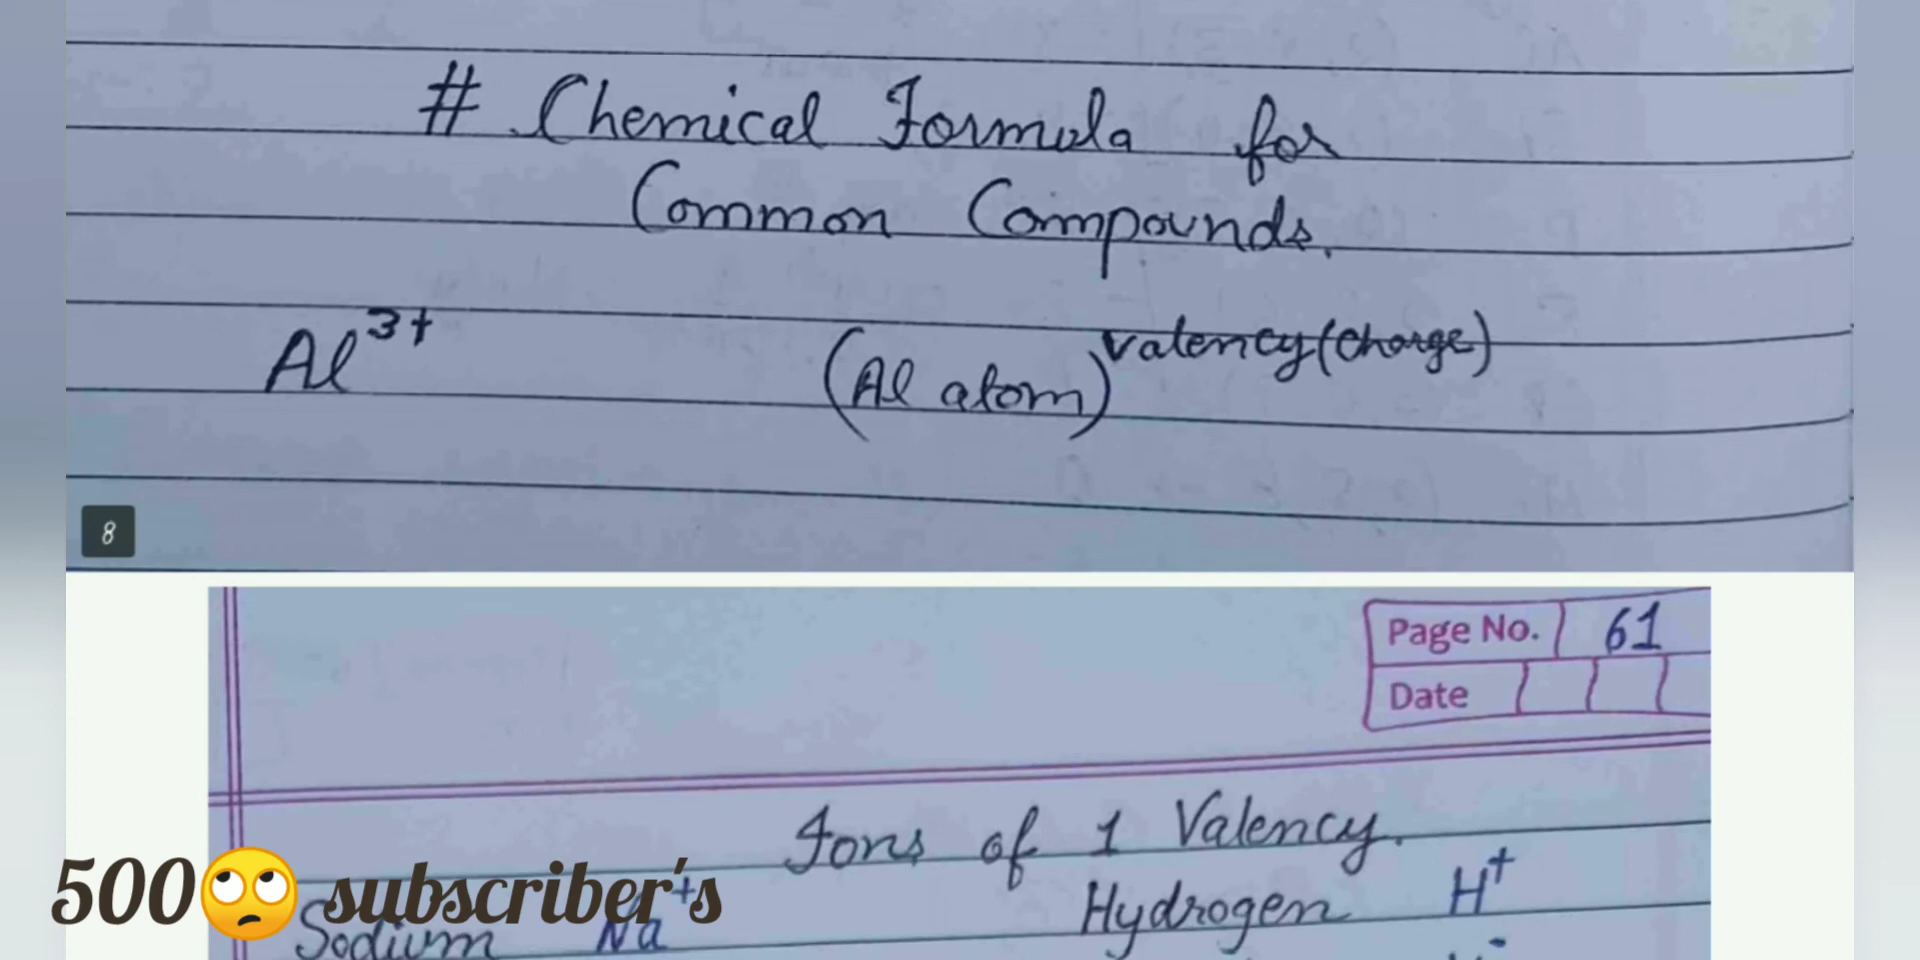 # Chemical Formula for
Common Compounds.
Al³⁺ (Al atom)ᵛᵃˡᵉⁿᶜʸ⁽ᶜʰᵃʳᵍᵉ⁾
8
Page No. 61
Date
Ions of 1 Valency.
Hydrogen H⁺
500🙄 subscriber's
Sodium Na⁺